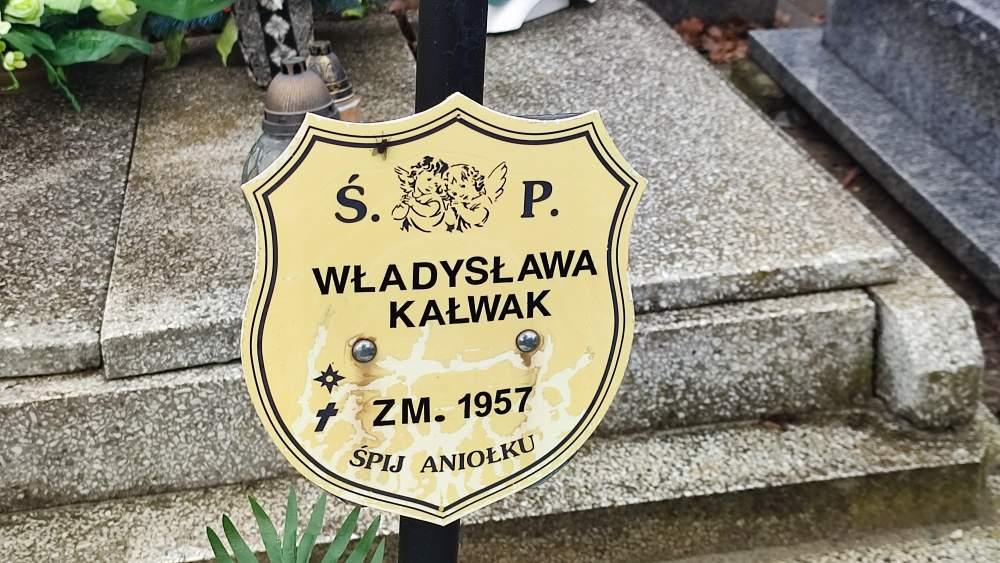 Ś. P.
WŁADYSŁAWA
KAŁWAK
ZM. 1957
ŚPIJ ANIOŁKU